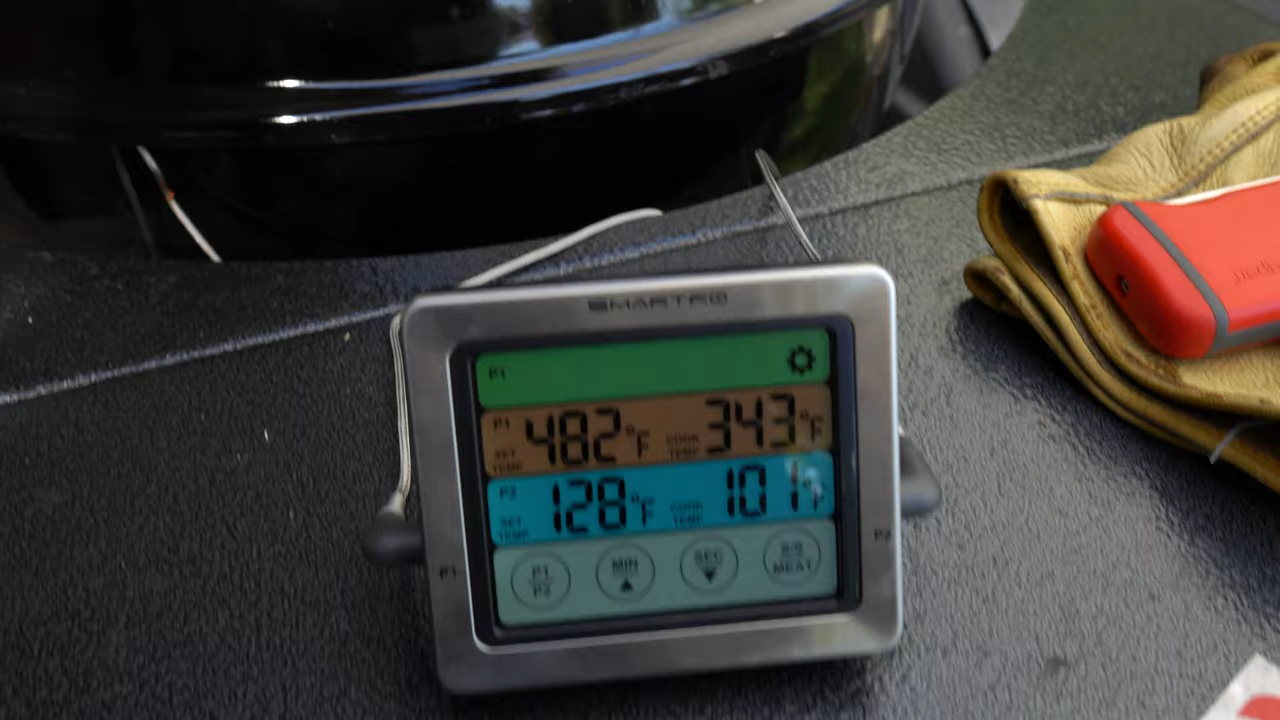 SMARTRO
P1
P1 SET TEMP 482°F COOK TEMP 343°F
P2 SET TEMP 128°F COOK TEMP 101°F
P1 P2 MIN SEC S/S MEAT
P1 P2